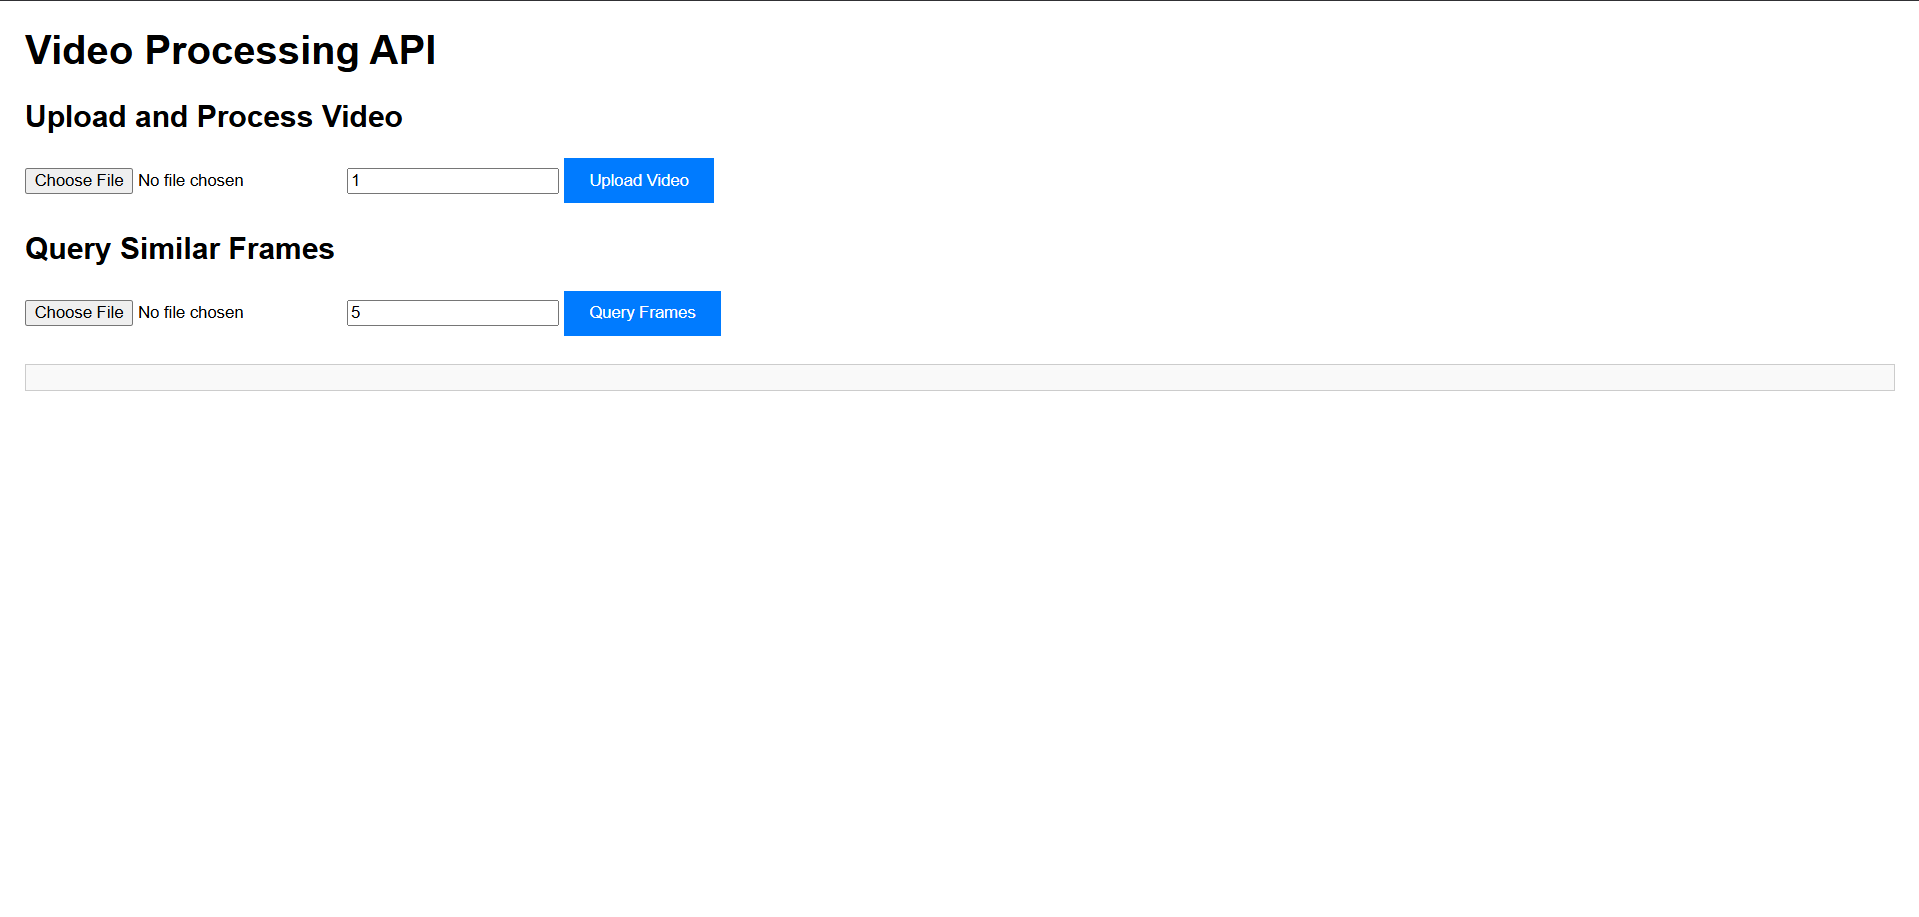 Video Processing API
Upload and Process Video
Choose File No file chosen 1 Upload Video
Query Similar Frames
Choose File No file chosen 5 Query Frames